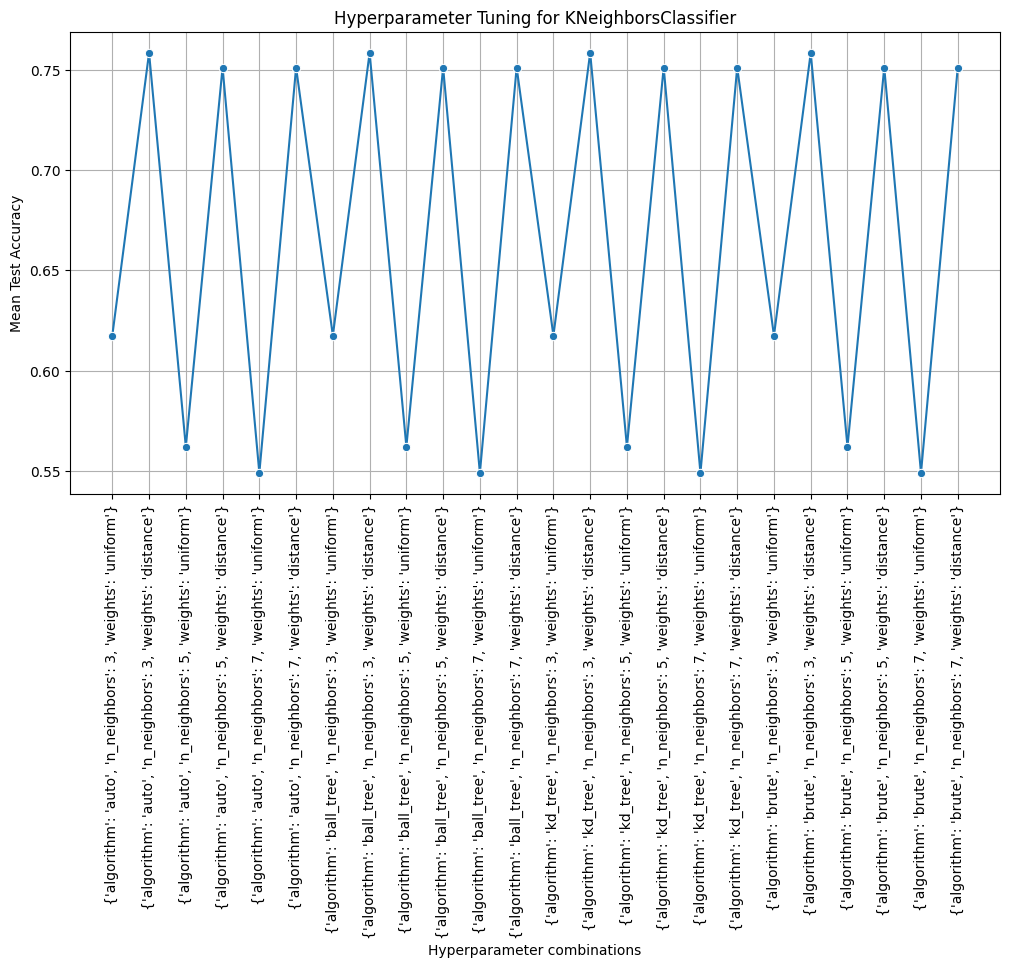 Hyperparameter Tuning for KNeighborsClassifier
Mean Test Accuracy
0.75
0.70
0.65
0.60
0.55
{'algorithm': 'auto', 'n_neighbors': 3, 'weights': 'uniform'}
{'algorithm': 'auto', 'n_neighbors': 3, 'weights': 'distance'}
{'algorithm': 'auto', 'n_neighbors': 5, 'weights': 'uniform'}
{'algorithm': 'auto', 'n_neighbors': 5, 'weights': 'distance'}
{'algorithm': 'auto', 'n_neighbors': 7, 'weights': 'uniform'}
{'algorithm': 'auto', 'n_neighbors': 7, 'weights': 'distance'}
{'algorithm': 'ball_tree', 'n_neighbors': 3, 'weights': 'uniform'}
{'algorithm': 'ball_tree', 'n_neighbors': 3, 'weights': 'distance'}
{'algorithm': 'ball_tree', 'n_neighbors': 5, 'weights': 'uniform'}
{'algorithm': 'ball_tree', 'n_neighbors': 5, 'weights': 'distance'}
{'algorithm': 'ball_tree', 'n_neighbors': 7, 'weights': 'uniform'}
{'algorithm': 'ball_tree', 'n_neighbors': 7, 'weights': 'distance'}
{'algorithm': 'kd_tree', 'n_neighbors': 3, 'weights': 'uniform'}
{'algorithm': 'kd_tree', 'n_neighbors': 3, 'weights': 'distance'}
{'algorithm': 'kd_tree', 'n_neighbors': 5, 'weights': 'uniform'}
{'algorithm': 'kd_tree', 'n_neighbors': 5, 'weights': 'distance'}
{'algorithm': 'kd_tree', 'n_neighbors': 7, 'weights': 'uniform'}
{'algorithm': 'kd_tree', 'n_neighbors': 7, 'weights': 'distance'}
{'algorithm': 'brute', 'n_neighbors': 3, 'weights': 'uniform'}
{'algorithm': 'brute', 'n_neighbors': 3, 'weights': 'distance'}
{'algorithm': 'brute', 'n_neighbors': 5, 'weights': 'uniform'}
{'algorithm': 'brute', 'n_neighbors': 5, 'weights': 'distance'}
{'algorithm': 'brute', 'n_neighbors': 7, 'weights': 'uniform'}
{'algorithm': 'brute', 'n_neighbors': 7, 'weights': 'distance'}
Hyperparameter combinations